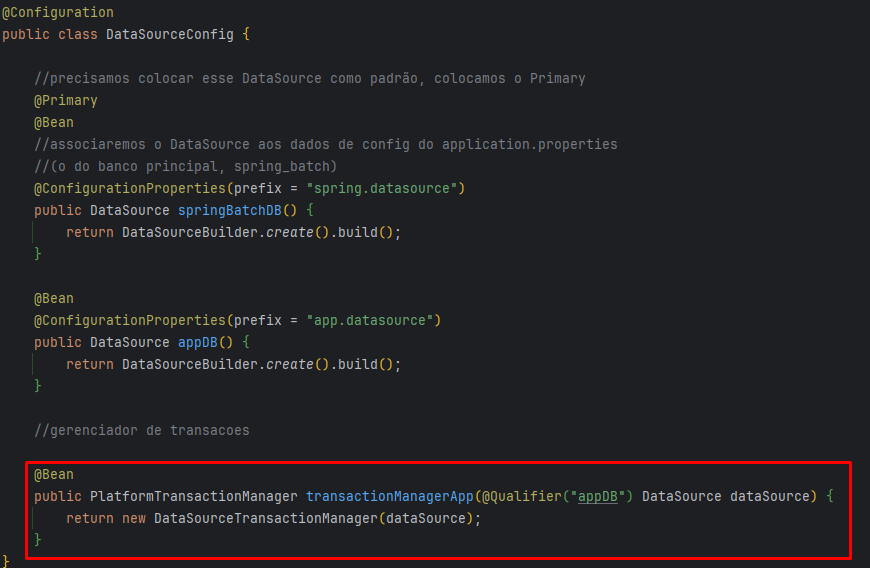 @Configuration
public class DataSourceConfig {
//precisamos colocar esse DataSource como padrão, colocamos o Primary
@Primary
@Bean
//associaremos o DataSource aos dados de config do application.properties
//(o do banco principal, spring_batch)
@ConfigurationProperties(prefix = "spring.datasource")
public DataSource springBatchDB() {
return DataSourceBuilder.create().build();
}
@Bean
@ConfigurationProperties(prefix = "app.datasource")
public DataSource appDB() {
return DataSourceBuilder.create().build();
}
//gerenciador de transacoes
@Bean
public PlatformTransactionManager transactionManagerApp(@Qualifier("appDB") DataSource dataSource) {
return new DataSourceTransactionManager(dataSource);
}
}